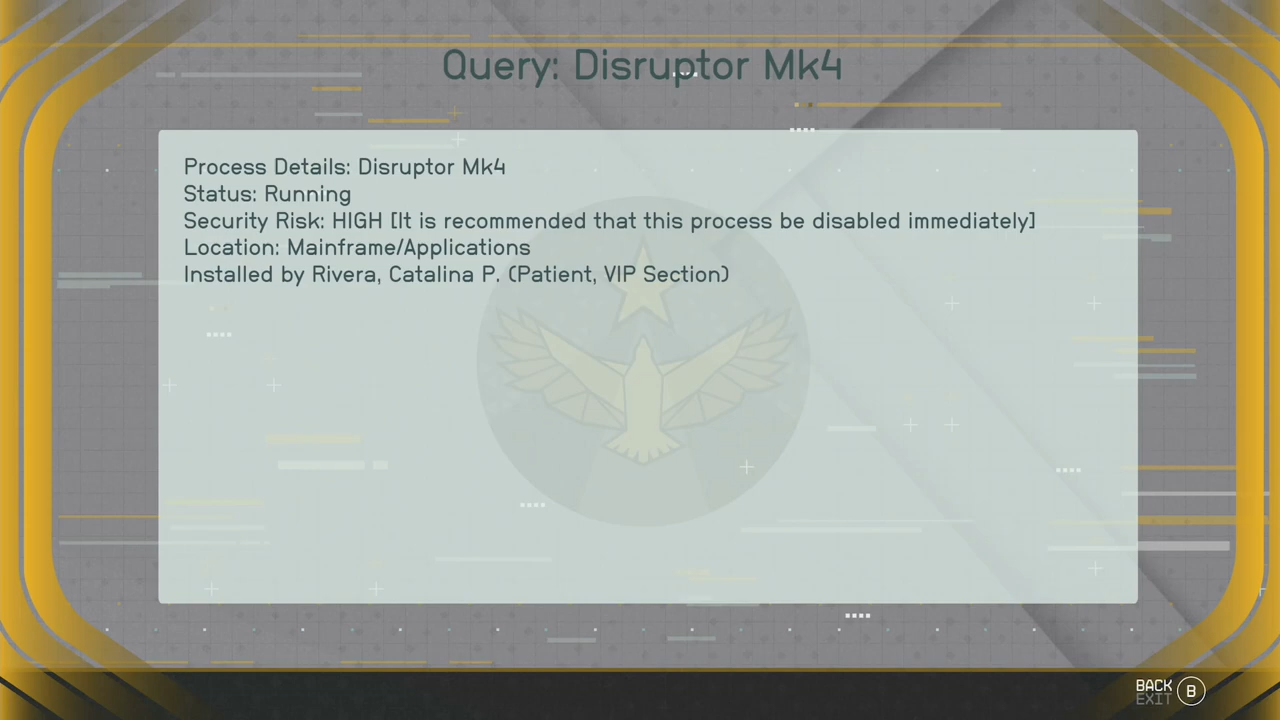 Query: Disruptor Mk4
Process Details: Disruptor Mk4
Status: Running
Security Risk: HIGH [It is recommended that this process be disabled immediately]
Location: Mainframe/Applications
Installed by Rivera, Catalina P. (Patient, VIP Section)
BACK
EXIT
B